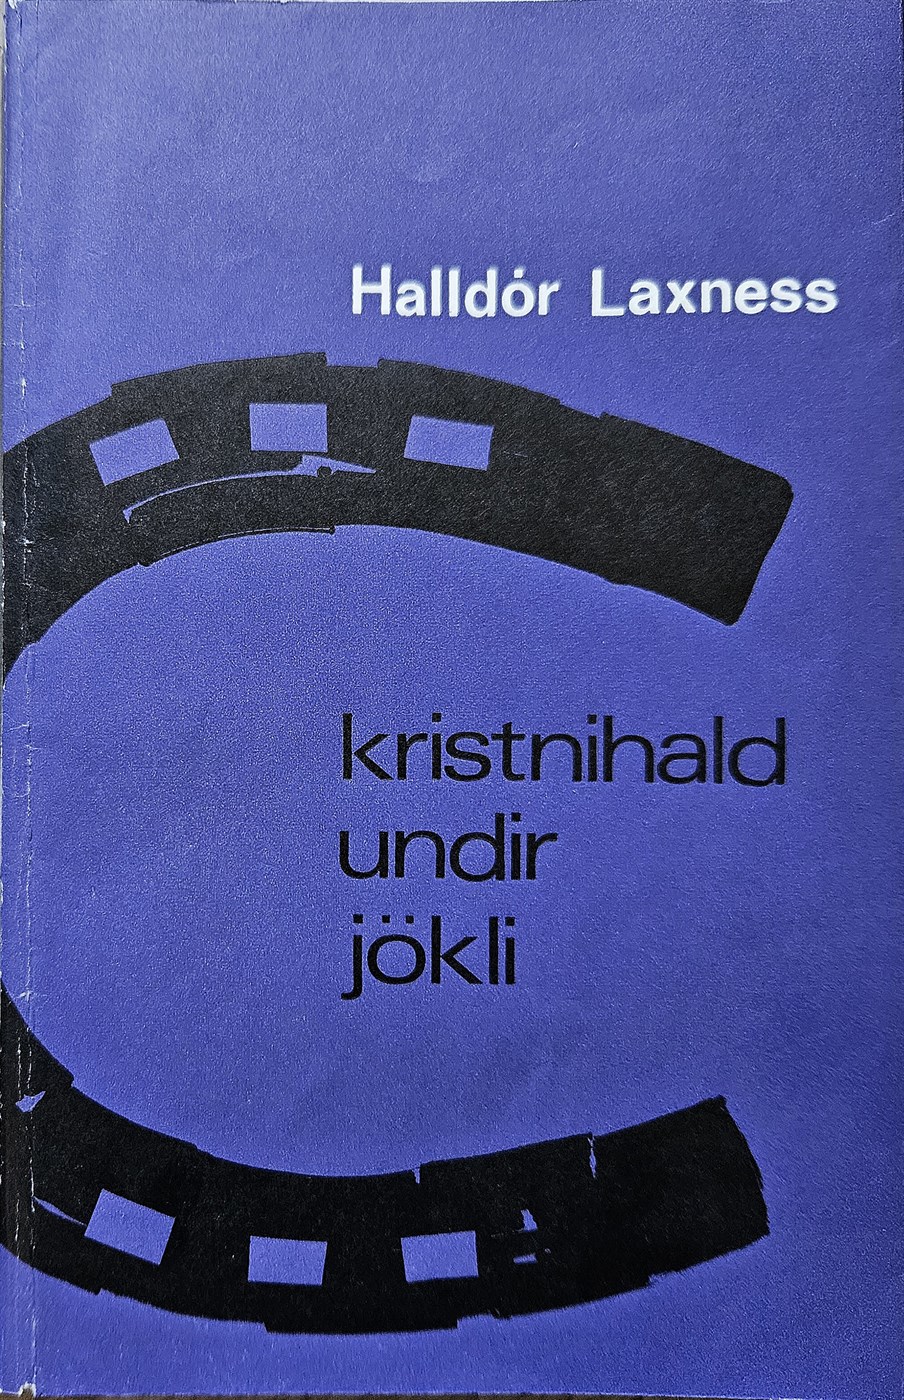 Halldór Laxness
kristnihald
undir
jökli